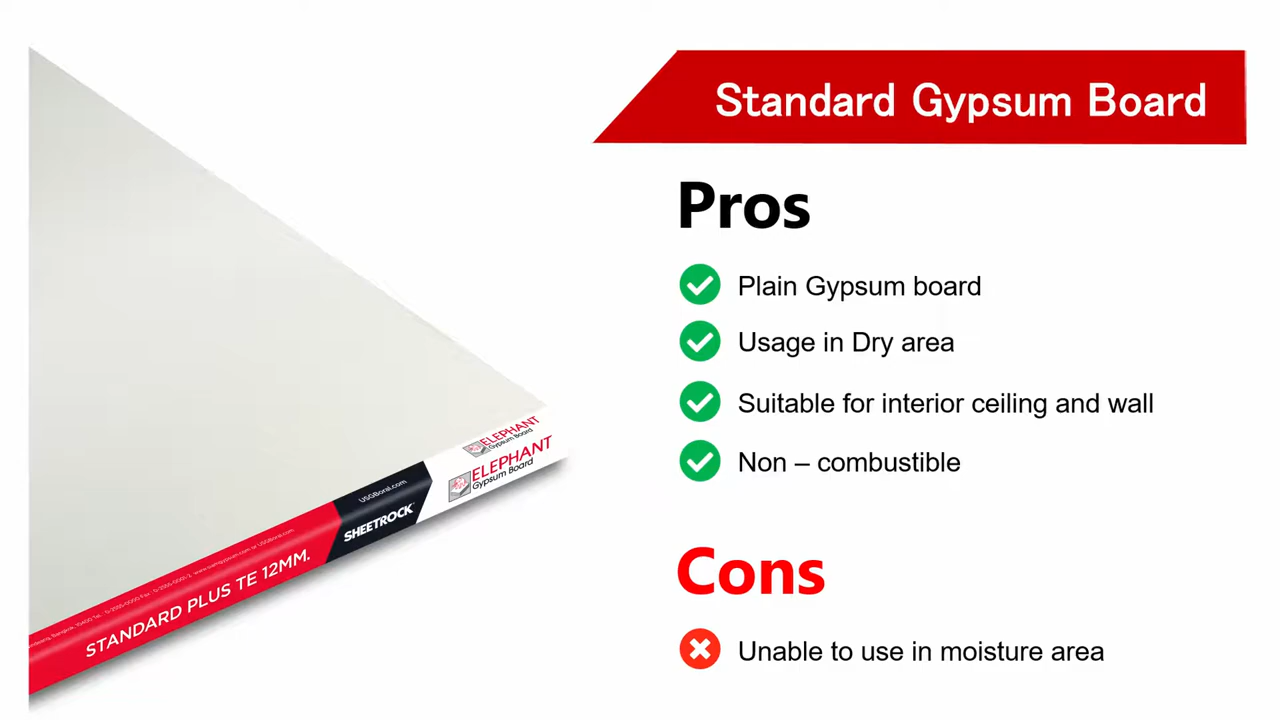 Standard Gypsum Board
Pros
Plain Gypsum board
Usage in Dry area
Suitable for interior ceiling and wall
Non – combustible
Cons
Unable to use in moisture area
ELEPHANT
Gypsum Board
ELEPHANT
Gypsum Board
USGBoral.com
SHEETROCK
STANDARD PLUS TE 12MM.